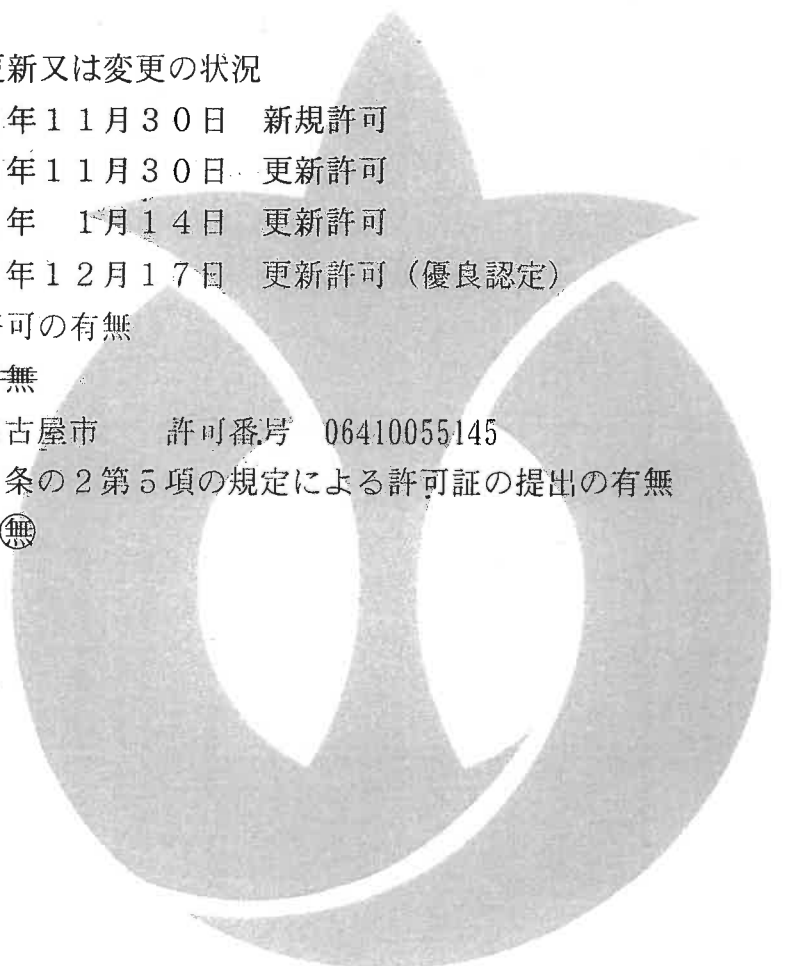 新又は変更の状況
年11月30日 新規許可
年11月30日 更新許可
年 1月14日 更新許可
年12月17日 更新許可(優良認定)
可の有無
無
古屋市 許可番号 06410055145
条の2第5項の規定による許可証の提出の有無
無